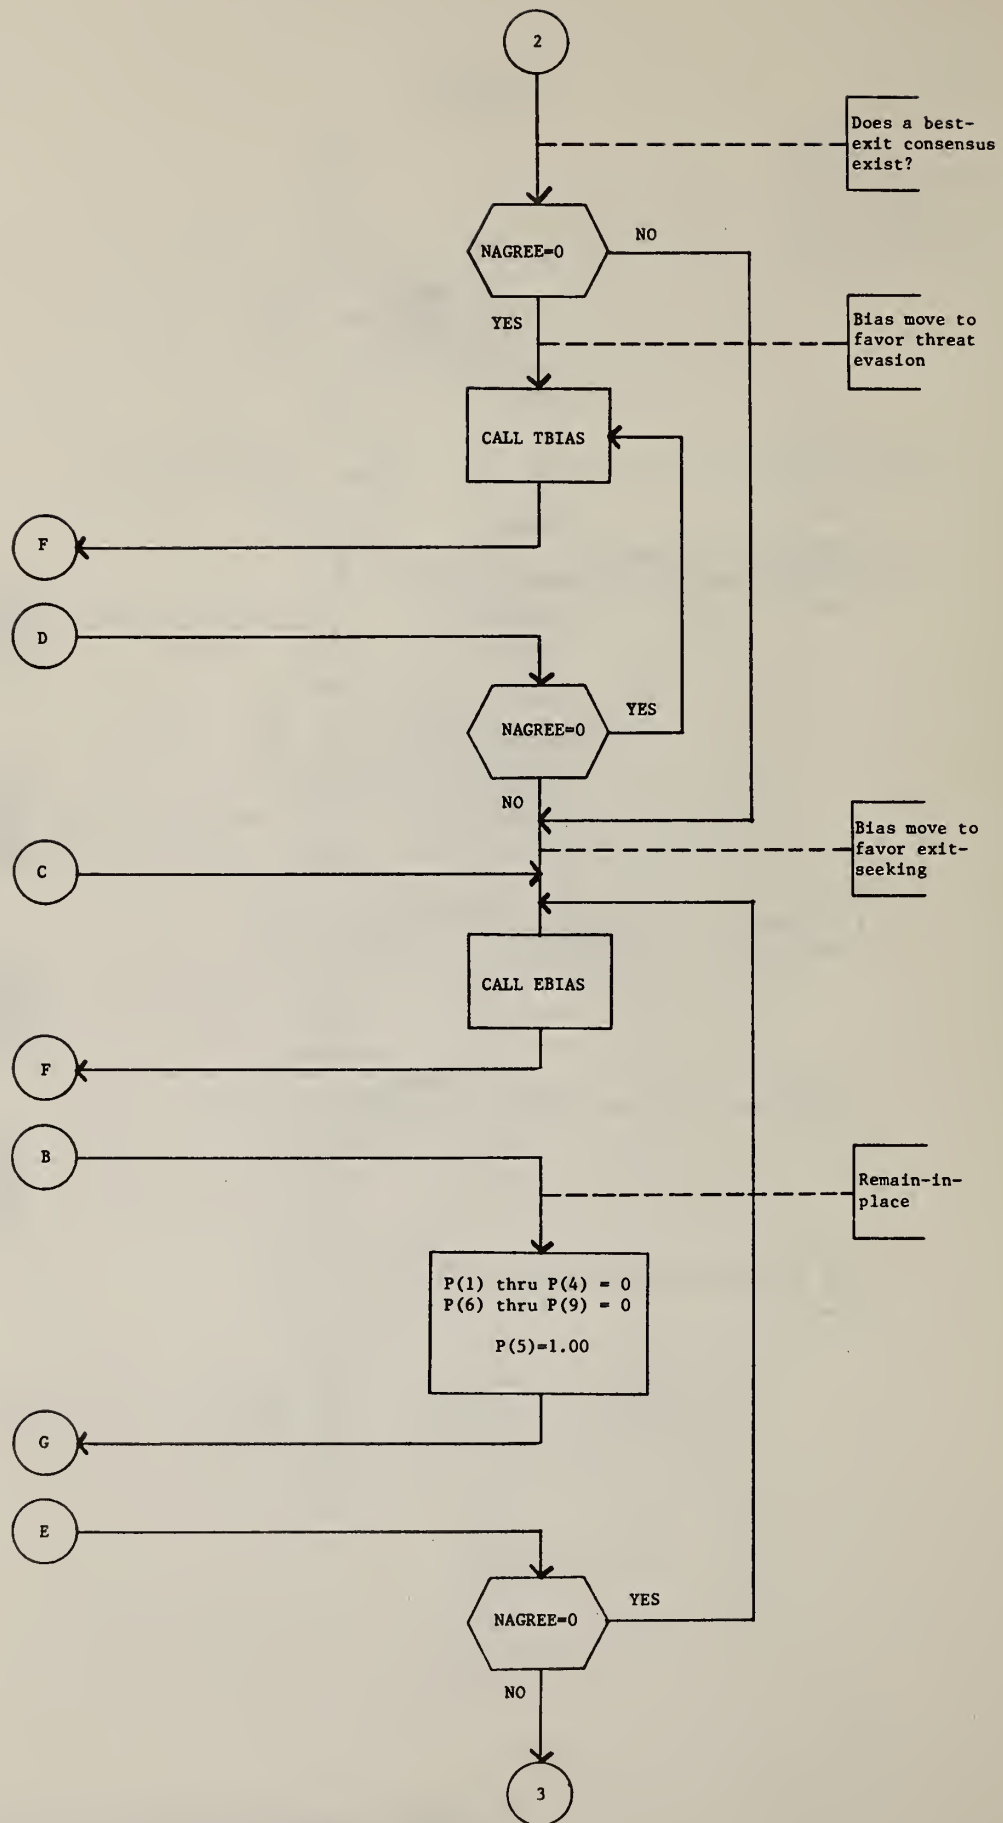 2
Does a best-
exit consensus
exist?
NAGREE=0
NO
YES
Bias move to
favor threat
evasion
CALL TBIAS
F
D
NAGREE=0
YES
NO
Bias move to
favor exit-
seeking
C
CALL EBIAS
F
B
Remain-in-
place
P(1) thru P(4) = 0
P(6) thru P(9) = 0
P(5)=1.00
G
E
NAGREE=0
YES
NO
3